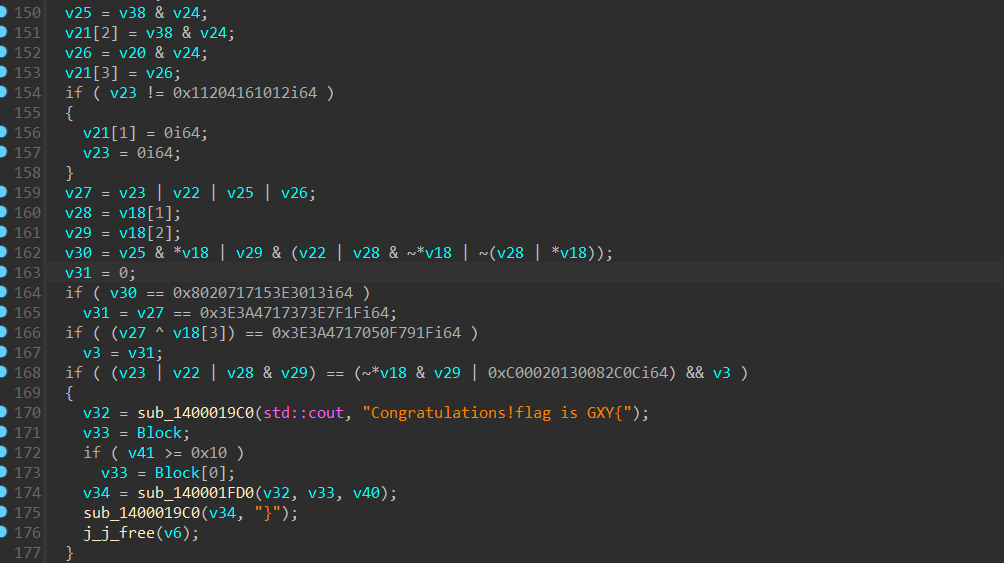 150 v25 = v38 & v24;
151 v21[2] = v38 & v24;
152 v26 = v20 & v24;
153 v21[3] = v26;
154 if ( v23 != 0x11204161012i64 )
155 {
156 v21[1] = 0i64;
157 v23 = 0i64;
158 }
159 v27 = v23 | v22 | v25 | v26;
160 v28 = v18[1];
161 v29 = v18[2];
162 v30 = v25 & *v18 | v29 & (v22 | v28 & ~*v18 | ~(v28 | *v18));
163 v31 = 0;
164 if ( v30 == 0x8020717153E3013i64 )
165 v31 = v27 == 0x3E3A4717373E7F1Fi64;
166 if ( (v27 ^ v18[3]) == 0x3E3A4717050F791Fi64 )
167 v3 = v31;
168 if ( (v23 | v22 | v28 & v29) == (~*v18 & v29 | 0xC00020130082C0Ci64) && v3 )
169 {
170 v32 = sub_1400019C0(std::cout, "Congratulations!flag is GXY{");
171 v33 = Block;
172 if ( v41 >= 0x10 )
173 v33 = Block[0];
174 v34 = sub_140001FD0(v32, v33, v40);
175 sub_1400019C0(v34, "}");
176 j_j_free(v6);
177 }